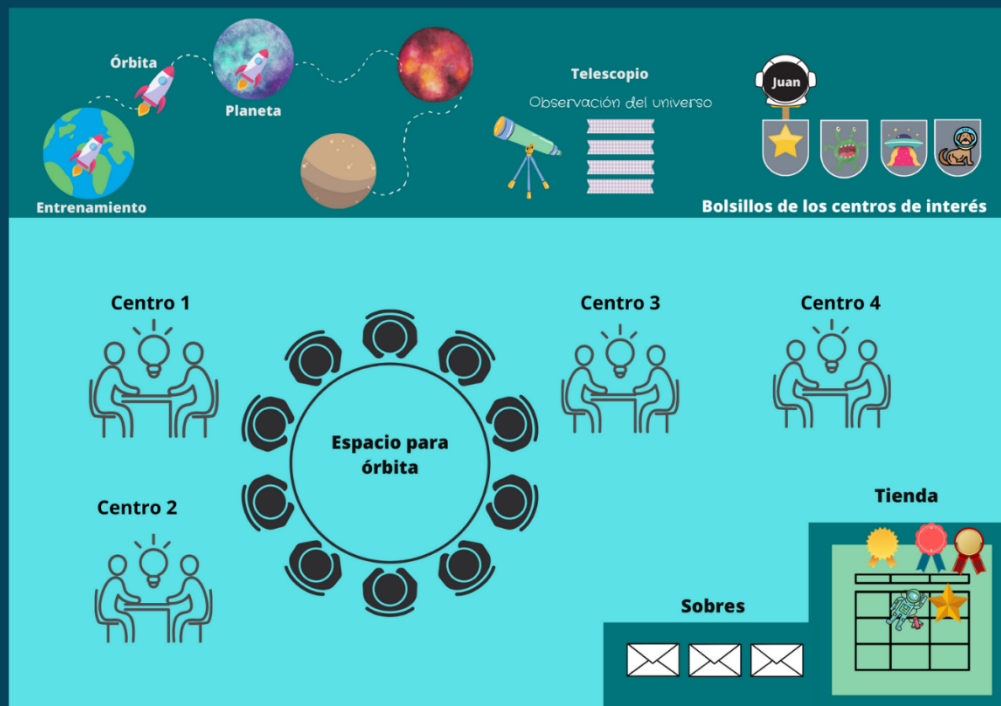 Órbita
Planeta
Entrenamiento
Telescopio
Observación del universo
Juan
Bolsillos de los centros de interés
Centro 1
Centro 3
Centro 4
Espacio para
órbita
Centro 2
Tienda
Sobres